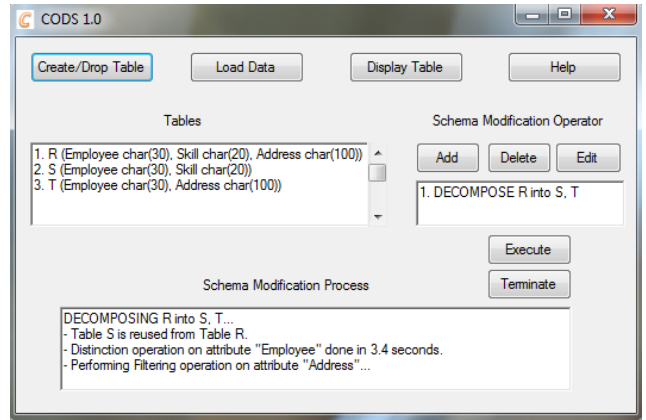 CODS 1.0
Create/Drop Table
Load Data
Display Table
Help
Tables
1. R (Employee char(30), Skill char(20), Address char(100))
2. S (Employee char(30), Skill char(20))
3. T (Employee char(30), Address char(100))
Schema Modification Operator
Add
Delete
Edit
1. DECOMPOSE R into S, T
Execute
Terminate
Schema Modification Process
DECOMPOSING R into S, T...
- Table S is reused from Table R.
- Distinction operation on attribute "Employee" done in 3.4 seconds.
- Performing Filtering operation on attribute "Address"...